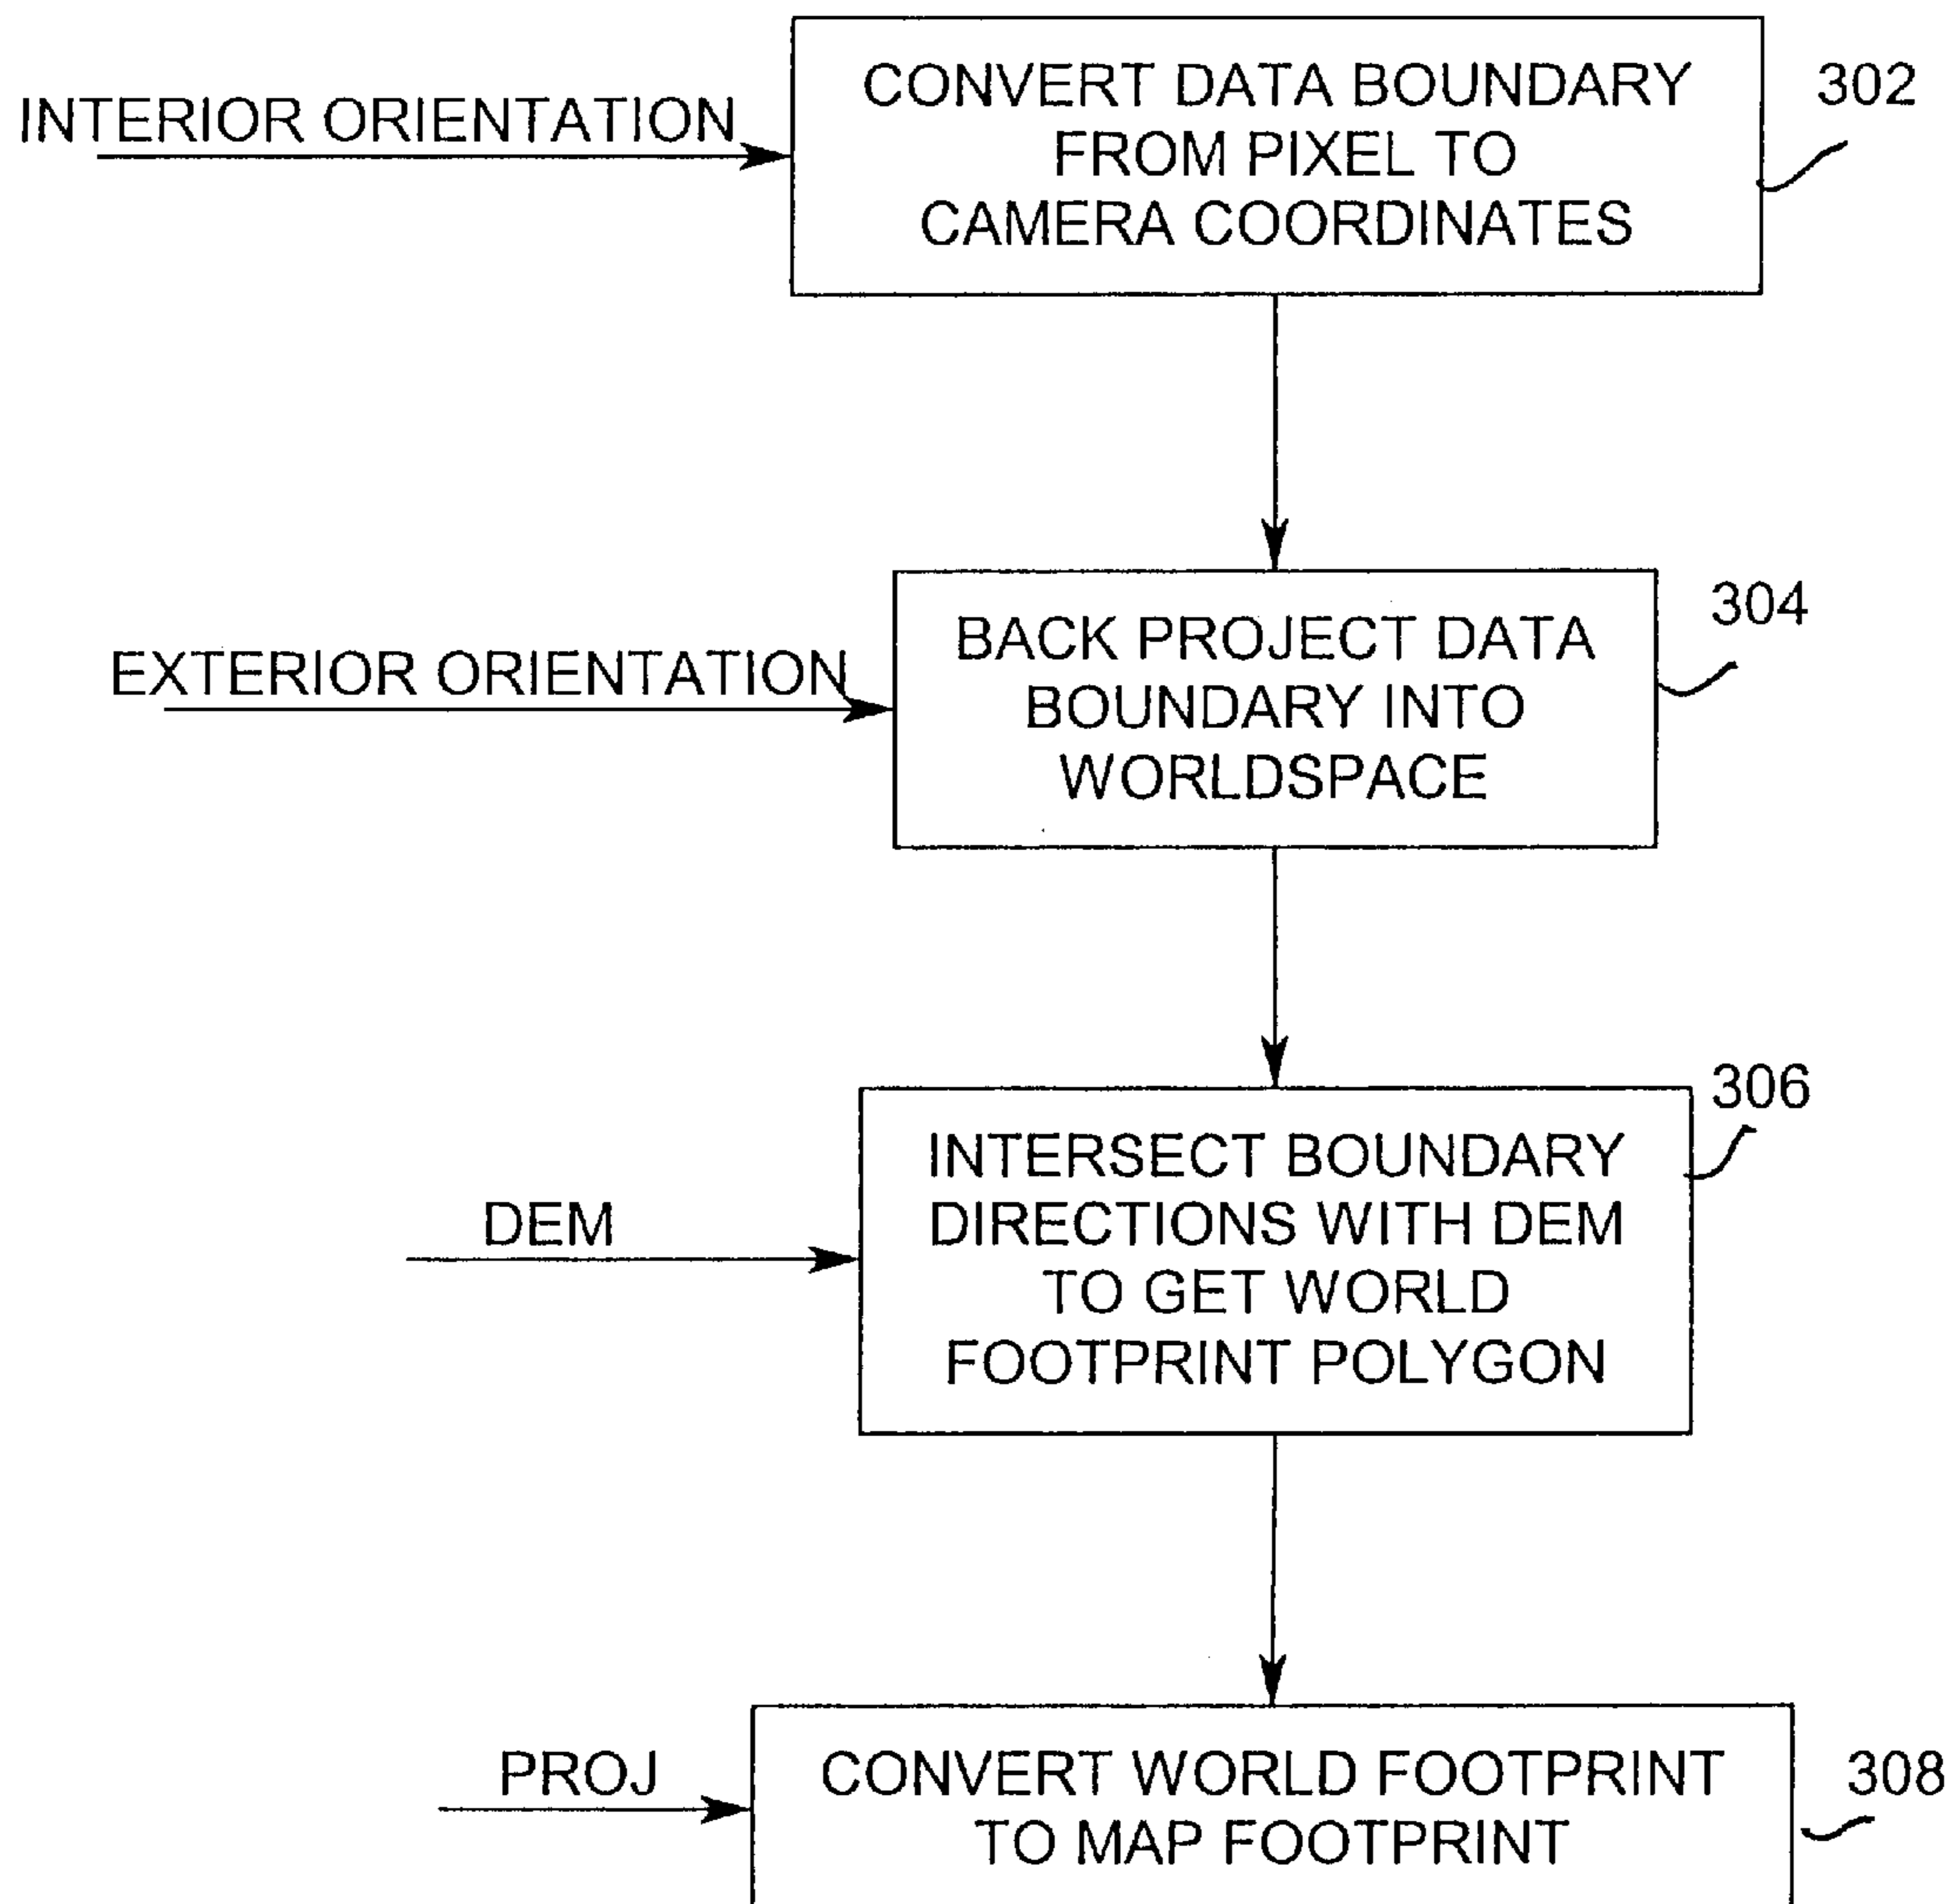 INTERIOR ORIENTATION
CONVERT DATA BOUNDARY
FROM PIXEL TO
CAMERA COORDINATES
302
EXTERIOR ORIENTATION
BACK PROJECT DATA
BOUNDARY INTO
WORLDSPACE
304
DEM
INTERSECT BOUNDARY
DIRECTIONS WITH DEM
TO GET WORLD
FOOTPRINT POLYGON
306
PROJ
CONVERT WORLD FOOTPRINT
TO MAP FOOTPRINT
308